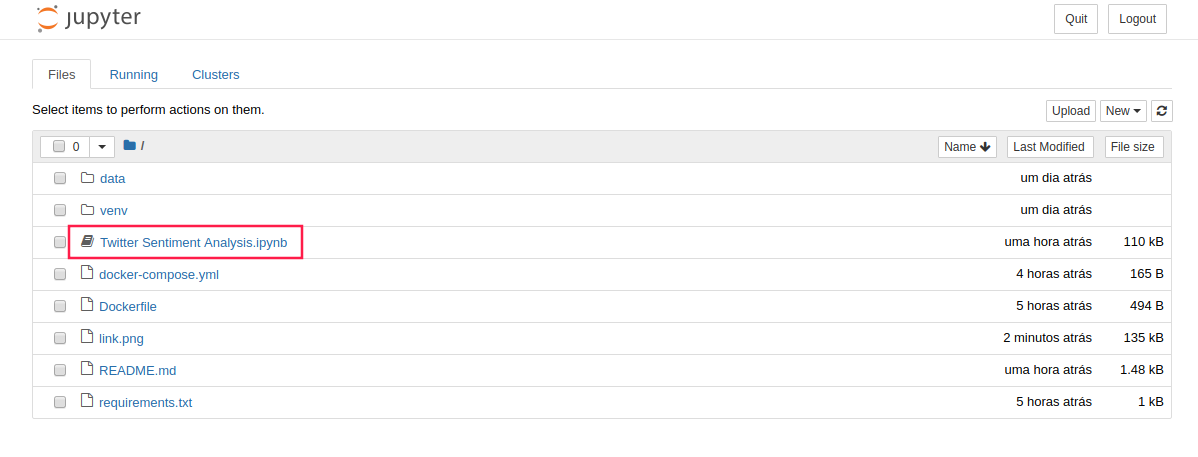 jupyter Quit Logout
Files Running Clusters
Select items to perform actions on them. Upload New
0 / Name Last Modified File size
data um dia atrás
venv um dia atrás
Twitter Sentiment Analysis.ipynb uma hora atrás 110 kB
docker-compose.yml 4 horas atrás 165 B
Dockerfile 5 horas atrás 494 B
link.png 2 minutos atrás 135 kB
README.md uma hora atrás 1.48 kB
requirements.txt 5 horas atrás 1 kB